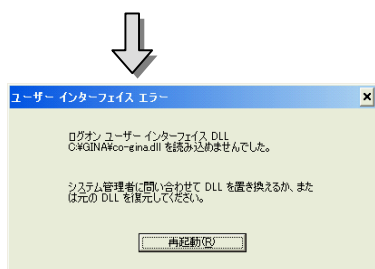 ユーザー インターフェイス エラー
ログオン ユーザー インターフェイス DLL
C:¥GINA¥co-gina.dll を読み込めませんでした。
システム管理者に問い合わせて DLL を置き換えるか、また
は元の DLL を復元してください。
再起動(R)